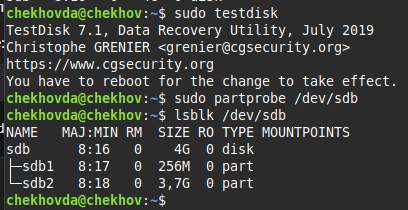 chekhovda@chekhov:~$ sudo testdisk
TestDisk 7.1, Data Recovery Utility, July 2019
Christophe GRENIER <grenier@cgsecurity.org>
https://www.cgsecurity.org
You have to reboot for the change to take effect.
chekhovda@chekhov:~$ sudo partprobe /dev/sdb
chekhovda@chekhov:~$ lsblk /dev/sdb
NAME   MAJ:MIN RM  SIZE RO TYPE MOUNTPOINTS
sdb      8:16   0    4G  0 disk
├─sdb1   8:17   0  256M  0 part
└─sdb2   8:18   0  3,7G  0 part
chekhovda@chekhov:~$